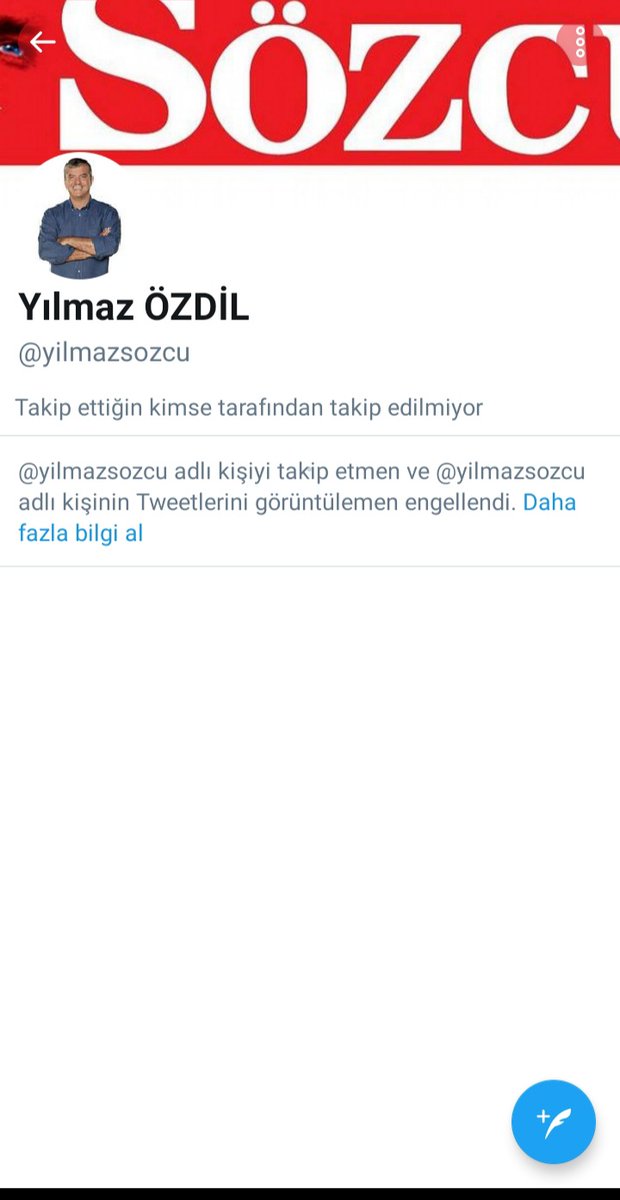 Sözcü
Yılmaz ÖZDİL
@yilmazsozcu
Takip ettiğin kimse tarafından takip edilmiyor
@yilmazsozcu adlı kişiyi takip etmen ve @yilmazsozcu
adlı kişinin Tweetlerini görüntülemen engellendi. Daha
fazla bilgi al